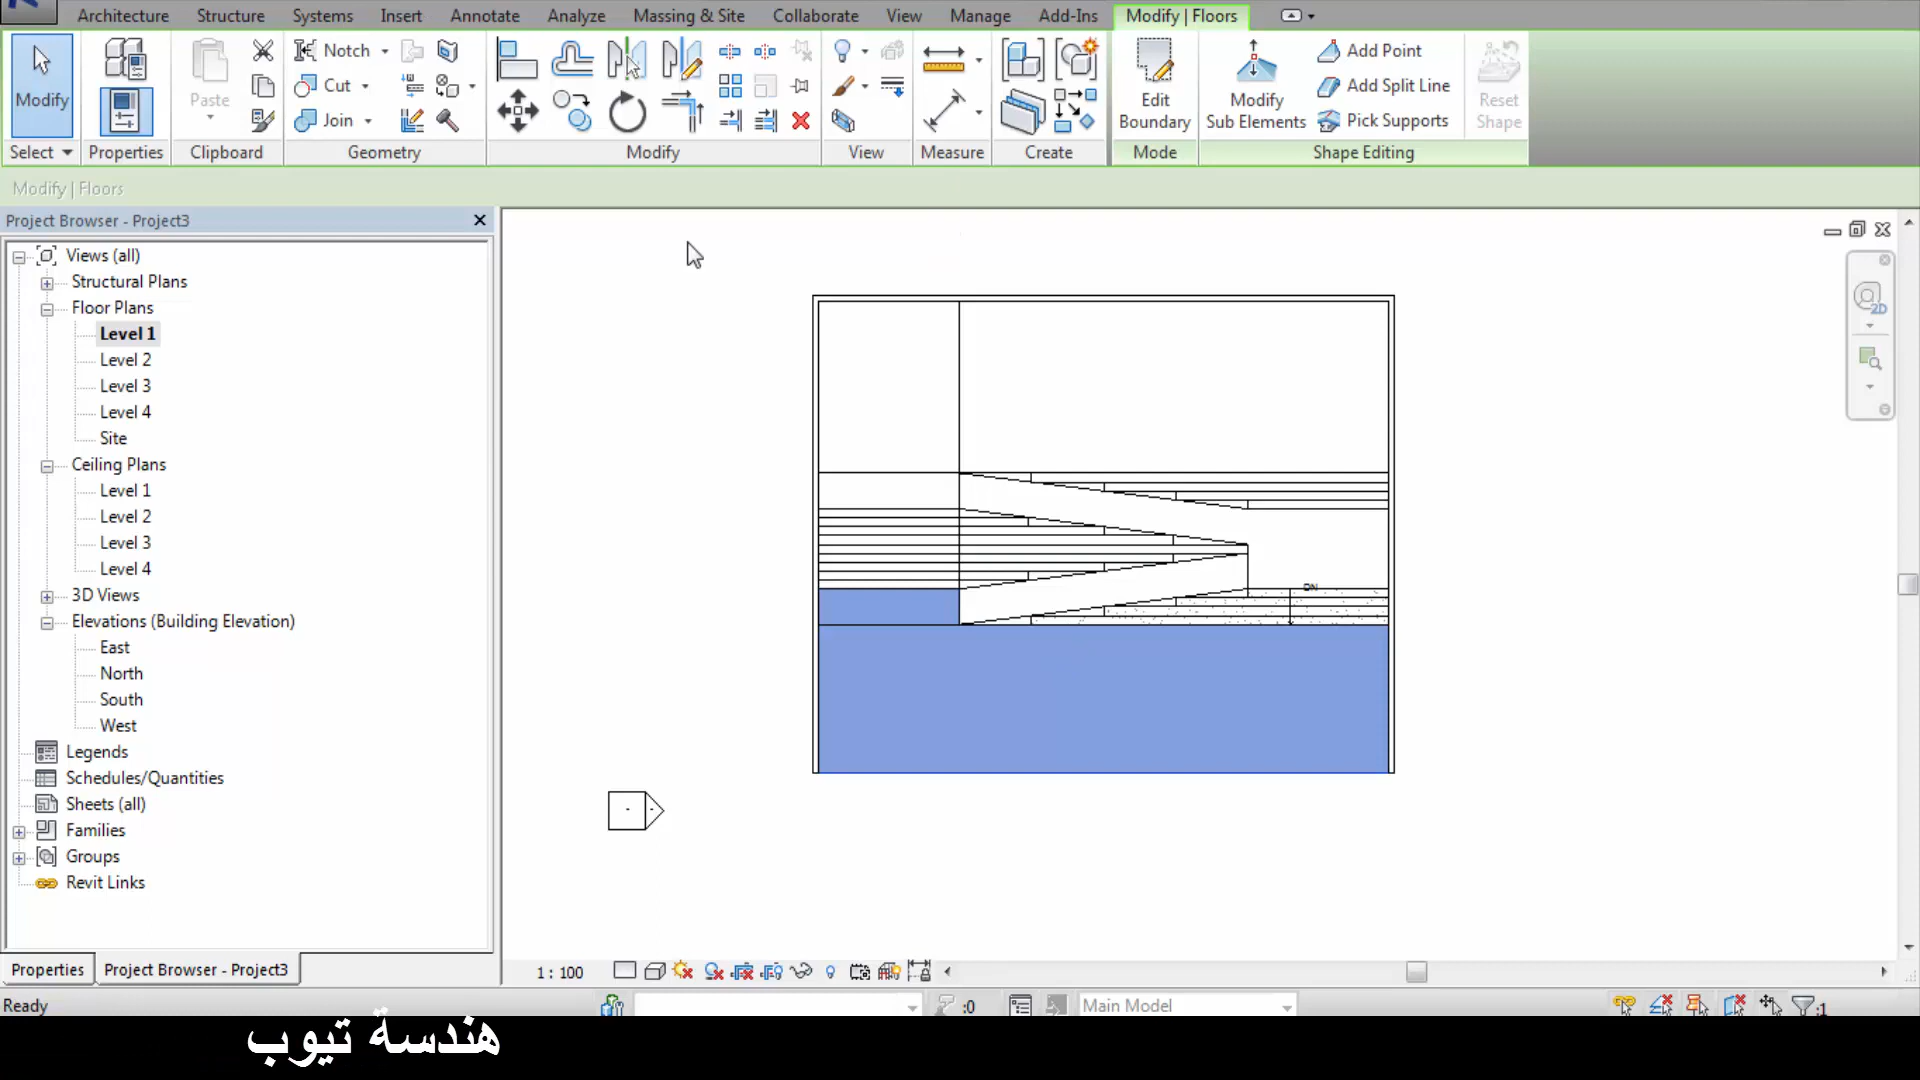 Architecture Structure Systems Insert Annotate Analyze Massing & Site Collaborate View Manage Add-Ins Modify | Floors
Modify
Paste
Notch
Cut
Join
Edit
Boundary
Modify
Sub Elements
Add Point
Add Split Line
Pick Supports
Reset
Shape
Select Properties Clipboard Geometry Modify View Measure Create Mode Shape Editing
Modify | Floors
Project Browser - Project3
Views (all)
Structural Plans
Floor Plans
Level 1
Level 2
Level 3
Level 4
Site
Ceiling Plans
Level 1
Level 2
Level 3
Level 4
3D Views
Elevations (Building Elevation)
East
North
South
West
Legends
Schedules/Quantities
Sheets (all)
Families
Groups
Revit Links
DN
2D
Properties Project Browser - Project3
1 : 100
Ready
:0
Main Model
:1
هندسة تيوب